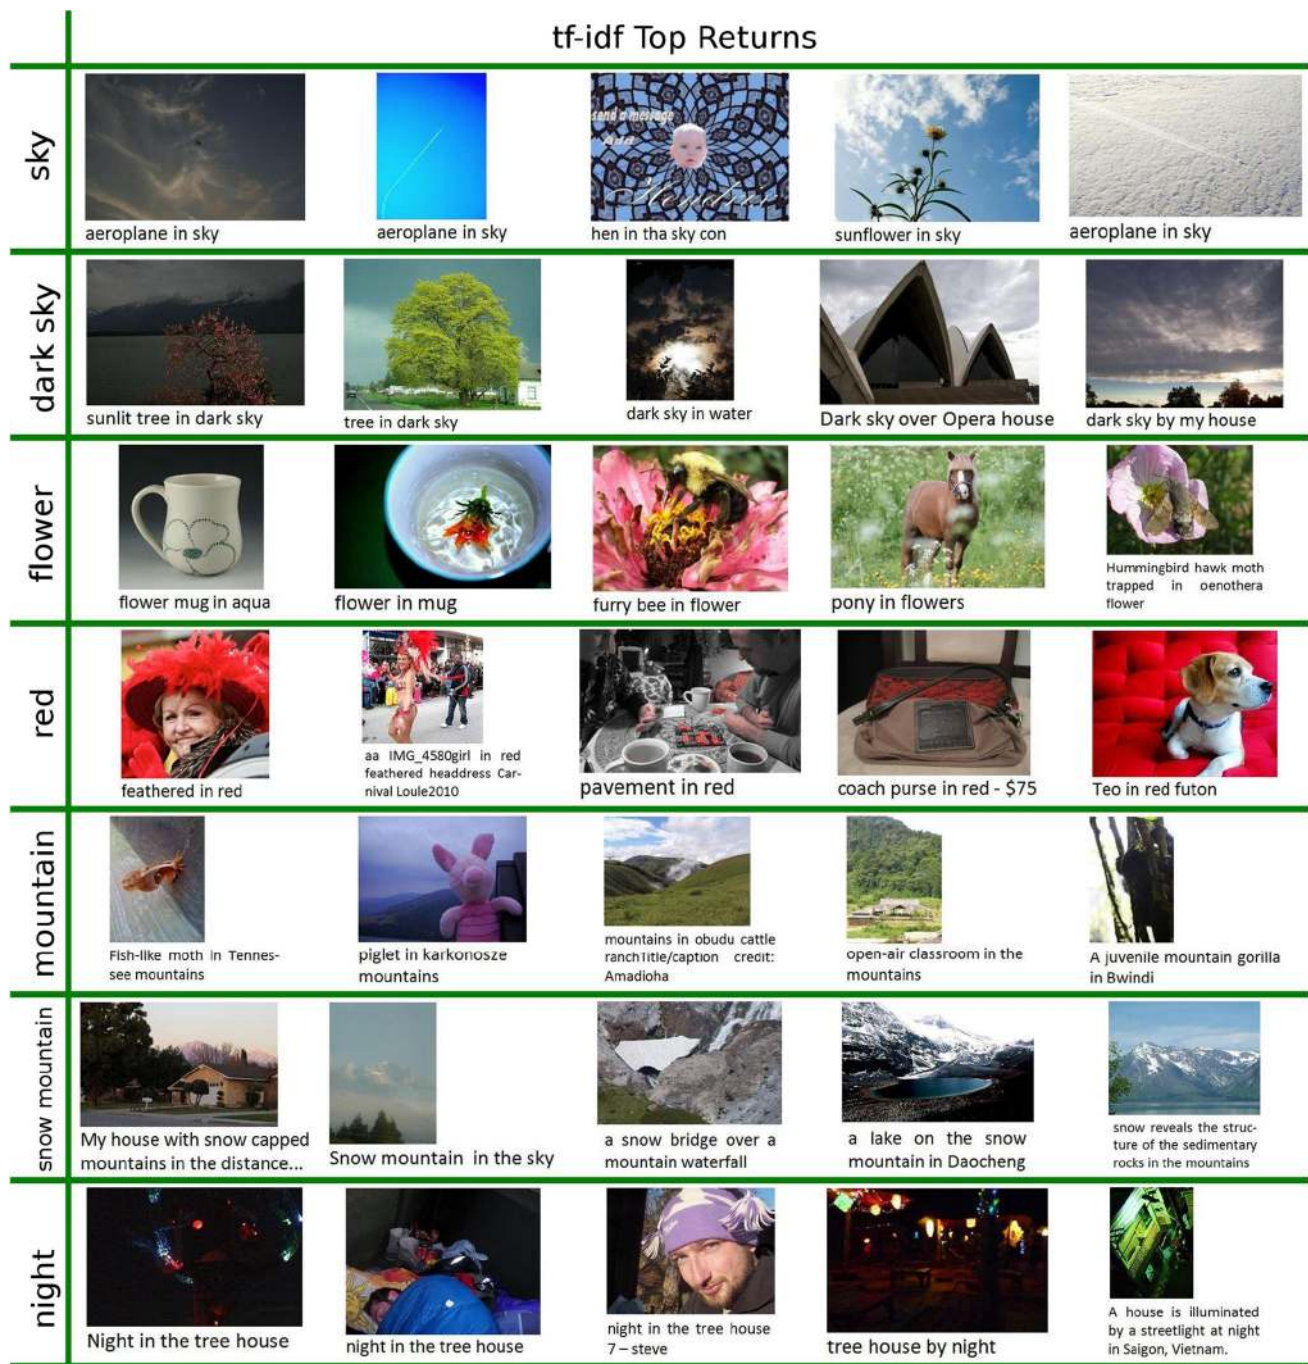 tf-idf Top Returns
sky
send a message
aeroplane in sky
aeroplane in sky
hen in tha sky con
sunflower in sky
aeroplane in sky
dark sky
sunlit tree in dark sky
tree in dark sky
dark sky in water
Dark sky over Opera house
dark sky by my house
flower
flower mug in aqua
flower in mug
furry bee in flower
pony in flowers
Hummingbird hawk moth
trapped in oenothera
flower
red
feathered in red
aa IMG_4580girl in red
feathered headdress Car-
nival Loule2010
pavement in red
coach purse in red - $75
Teo in red futon
mountain
Fish-like moth in Tennes-
see mountains
piglet in karkonosze
mountains
mountains in obudu cattle
ranchTitle/caption credit:
Amadioha
open-air classroom in the
mountains
A juvenile mountain gorilla
in Bwindi
snow mountain
My house with snow capped
mountains in the distance...
Snow mountain in the sky
a snow bridge over a
mountain waterfall
a lake on the snow
mountain in Daocheng
snow reveals the struc-
ture of the sedimentary
rocks in the mountains
night
Night in the tree house
night in the tree house
night in the tree house
7 – steve
tree house by night
A house is illuminated
by a streetlight at night
in Saigon, Vietnam.